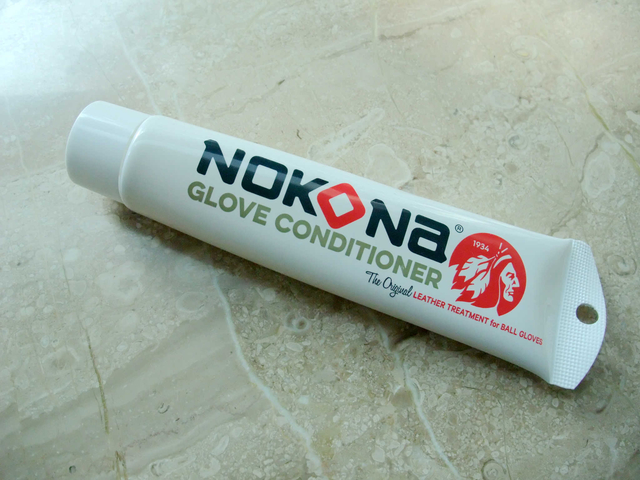 NOKONA®
GLOVE CONDITIONER
The Original LEATHER TREATMENT for BALL GLOVES
1934